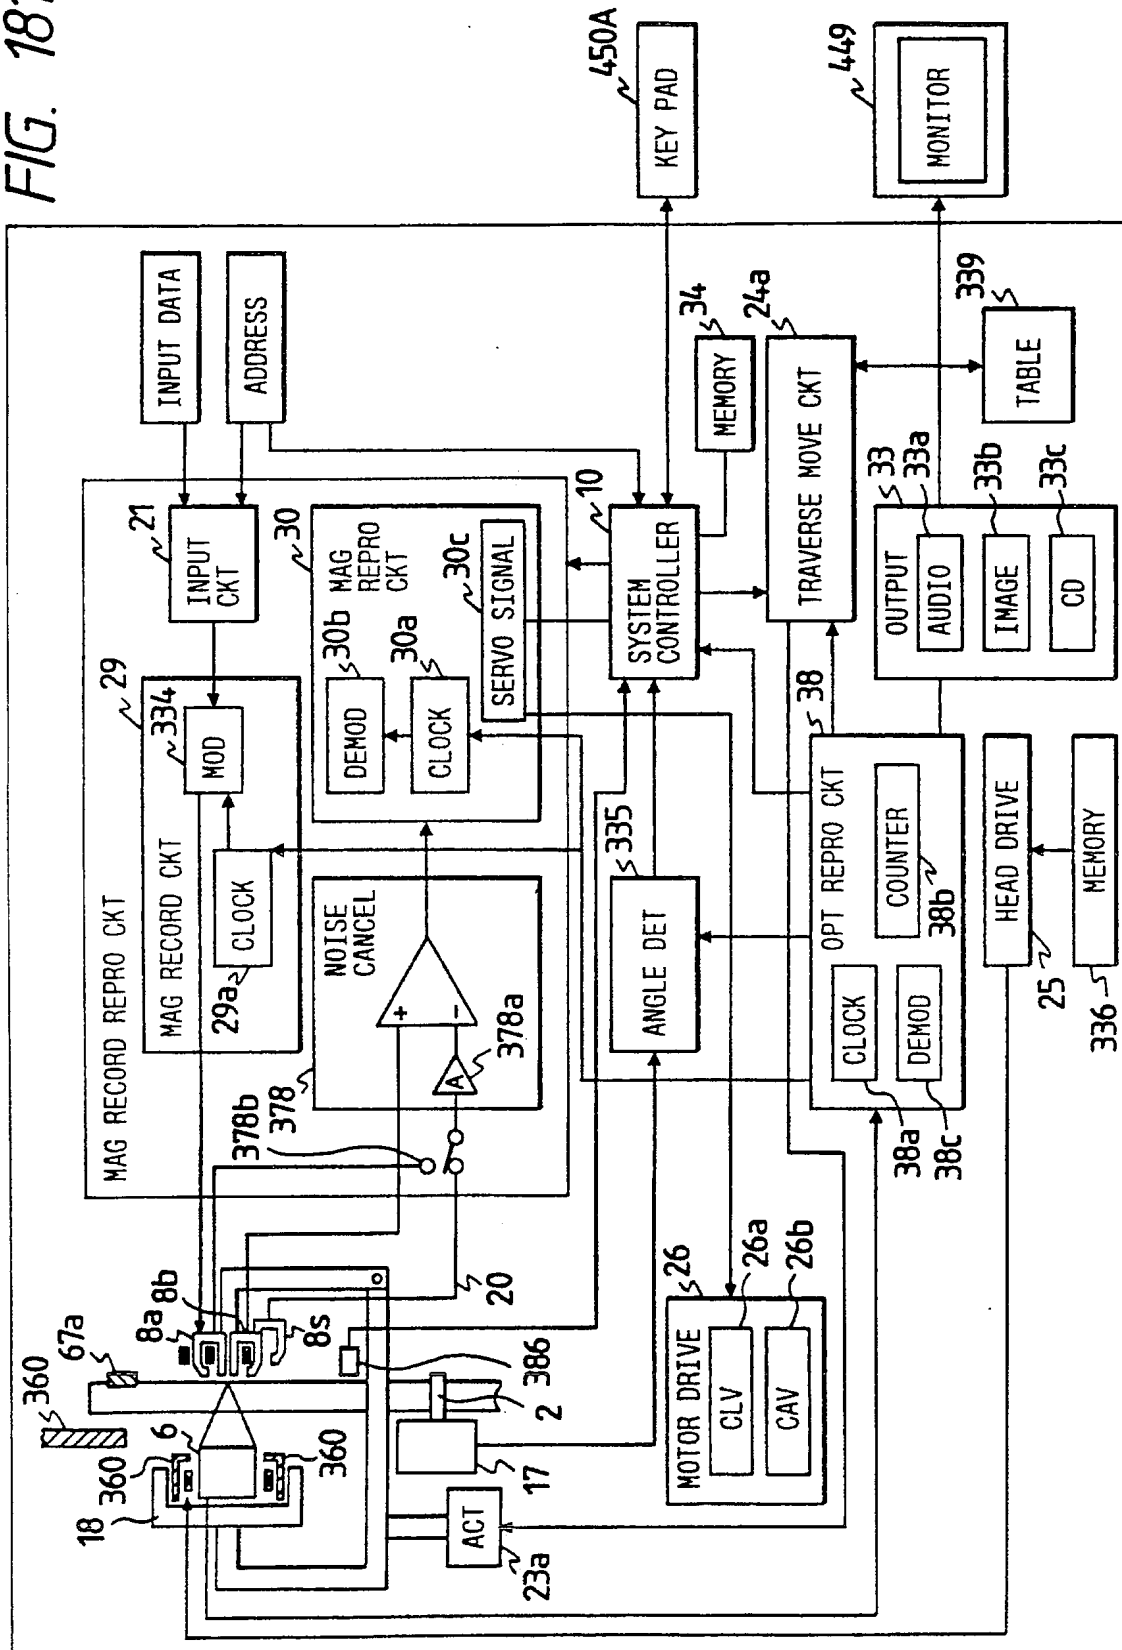 FIG. 181
450A
KEY PAD
449
MONITOR
INPUT DATA
ADDRESS
MAG RECORD REPRO CKT
21
INPUT
CKT
29
334
MOD
MAG RECORD CKT
CLOCK
29a
30
MAG
REPRO
CKT
30b
DEMOD
30a
CLOCK
30c
SERVO SIGNAL
NOISE
CANCEL
+
−
A
378a
378
378b
10
SYSTEM
CONTROLLER
34
MEMORY
24a
TRAVERSE MOVE CKT
339
TABLE
33
OUTPUT
33a
AUDIO
33b
IMAGE
33c
CD
335
ANGLE DET
38
OPT REPRO CKT
COUNTER
38b
CLOCK
38a
DEMOD
38c
HEAD DRIVE
25
MEMORY
336
26
MOTOR DRIVE
26a
CLV
26b
CAV
360
67a
8a
8b
8s
20
386
2
17
6
360
360
18
ACT
23a